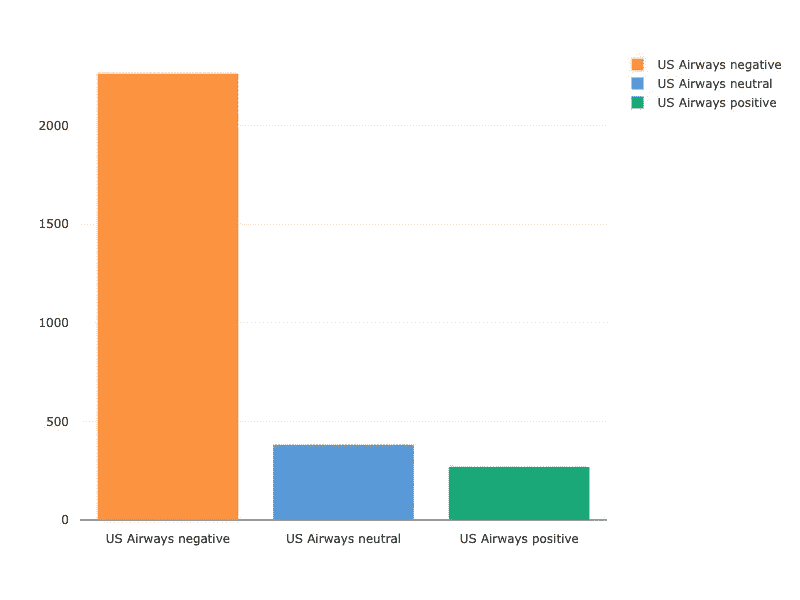 US Airways negative
US Airways neutral
US Airways positive
2000
1500
1000
500
0
US Airways negative
US Airways neutral
US Airways positive